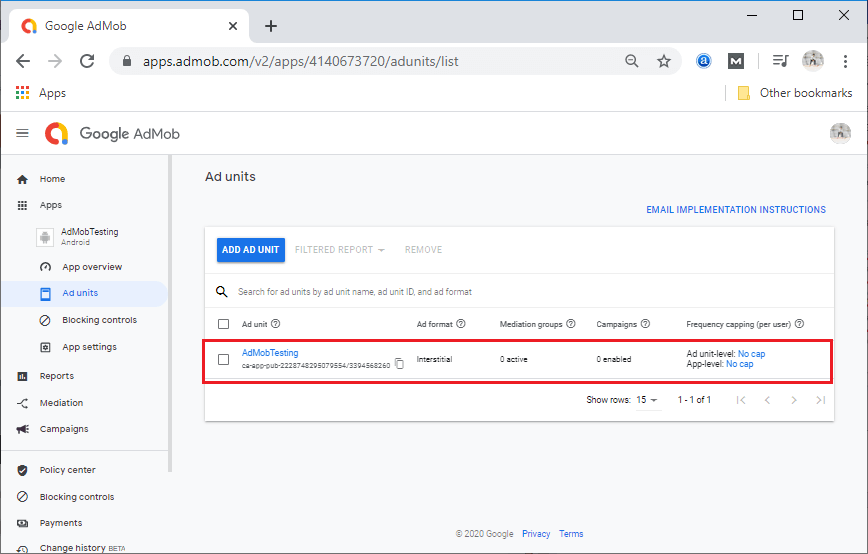 Google AdMob
apps.admob.com/v2/apps/4140673720/adunits/list
Apps
Other bookmarks
Google AdMob
Home
Apps
AdMobTesting
Android
App overview
Ad units
Blocking controls
App settings
Reports
Mediation
Campaigns
Policy center
Blocking controls
Payments
Change history BETA
Ad units
EMAIL IMPLEMENTATION INSTRUCTIONS
ADD AD UNIT FILTERED REPORT REMOVE
Search for ad units by ad unit name, ad unit ID, and ad format
Ad unit Ad format Mediation groups Campaigns Frequency capping (per user)
AdMobTesting Interstitial 0 active 0 enabled Ad unit-level: No cap
ca-app-pub-2228748295079554/3394568260 App-level: No cap
Show rows: 15 1 - 1 of 1
© 2020 Google Privacy Terms